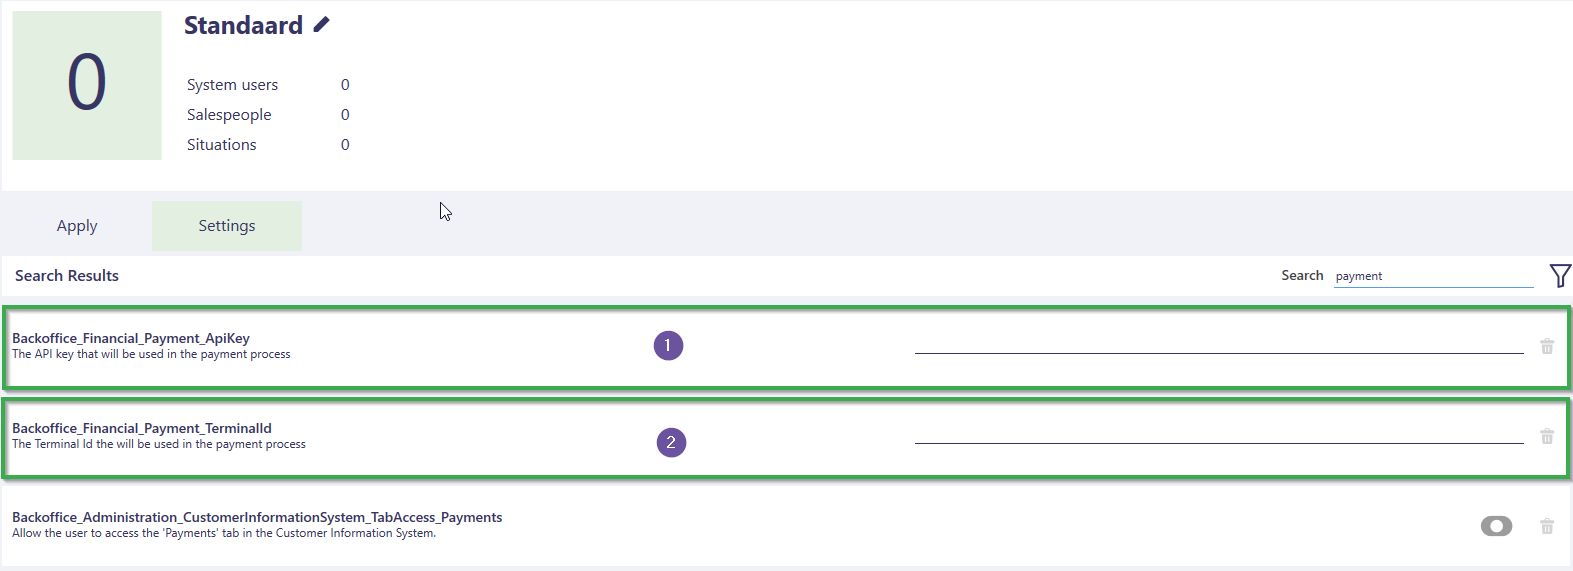 0
Standaard
System users 0
Salespeople 0
Situations 0
Apply Settings
Search Results Search payment
Backoffice_Financial_Payment_ApiKey
The API key that will be used in the payment process
1
Backoffice_Financial_Payment_TerminalId
The Terminal Id the will be used in the payment process
2
Backoffice_Administration_CustomerInformationSystem_TabAccess_Payments
Allow the user to access the 'Payments' tab in the Customer Information System.